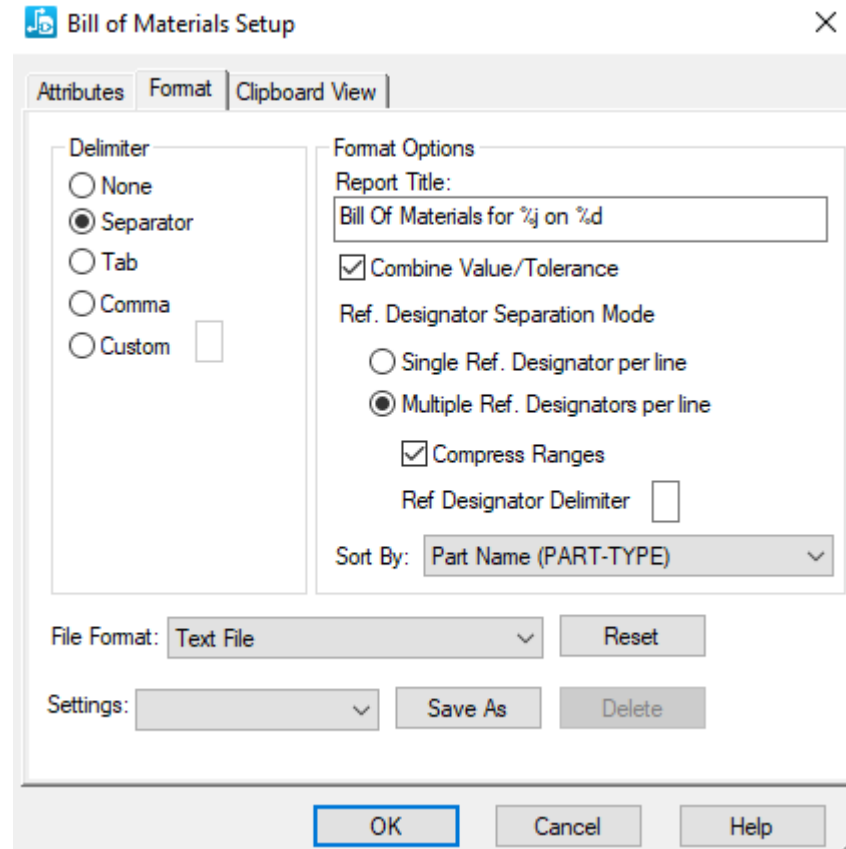 Bill of Materials Setup
Attributes Format Clipboard View
Delimiter
None
Separator
Tab
Comma
Custom
Format Options
Report Title:
Bill Of Materials for %j on %d
Combine Value/Tolerance
Ref. Designator Separation Mode
Single Ref. Designator per line
Multiple Ref. Designators per line
Compress Ranges
Ref Designator Delimiter
Sort By: Part Name (PART-TYPE)
File Format: Text File Reset
Settings: Save As Delete
OK Cancel Help